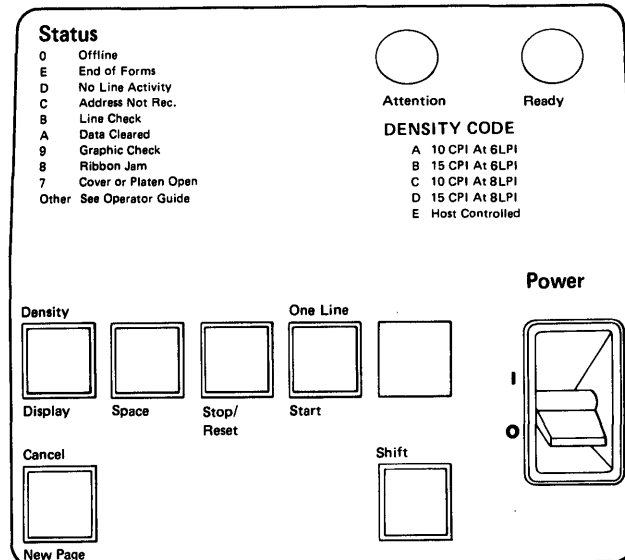 Status
0 Offline
E End of Forms
D No Line Activity
C Address Not Rec.
B Line Check
A Data Cleared
9 Graphic Check
8 Ribbon Jam
7 Cover or Platen Open
Other See Operator Guide
Attention Ready
DENSITY CODE
A 10 CPI At 6LPI
B 15 CPI At 6LPI
C 10 CPI At 8LPI
D 15 CPI At 8LPI
E Host Controlled
Power
I
O
Density One Line
Display Space Stop/ Start
Reset
Cancel Shift
New Page